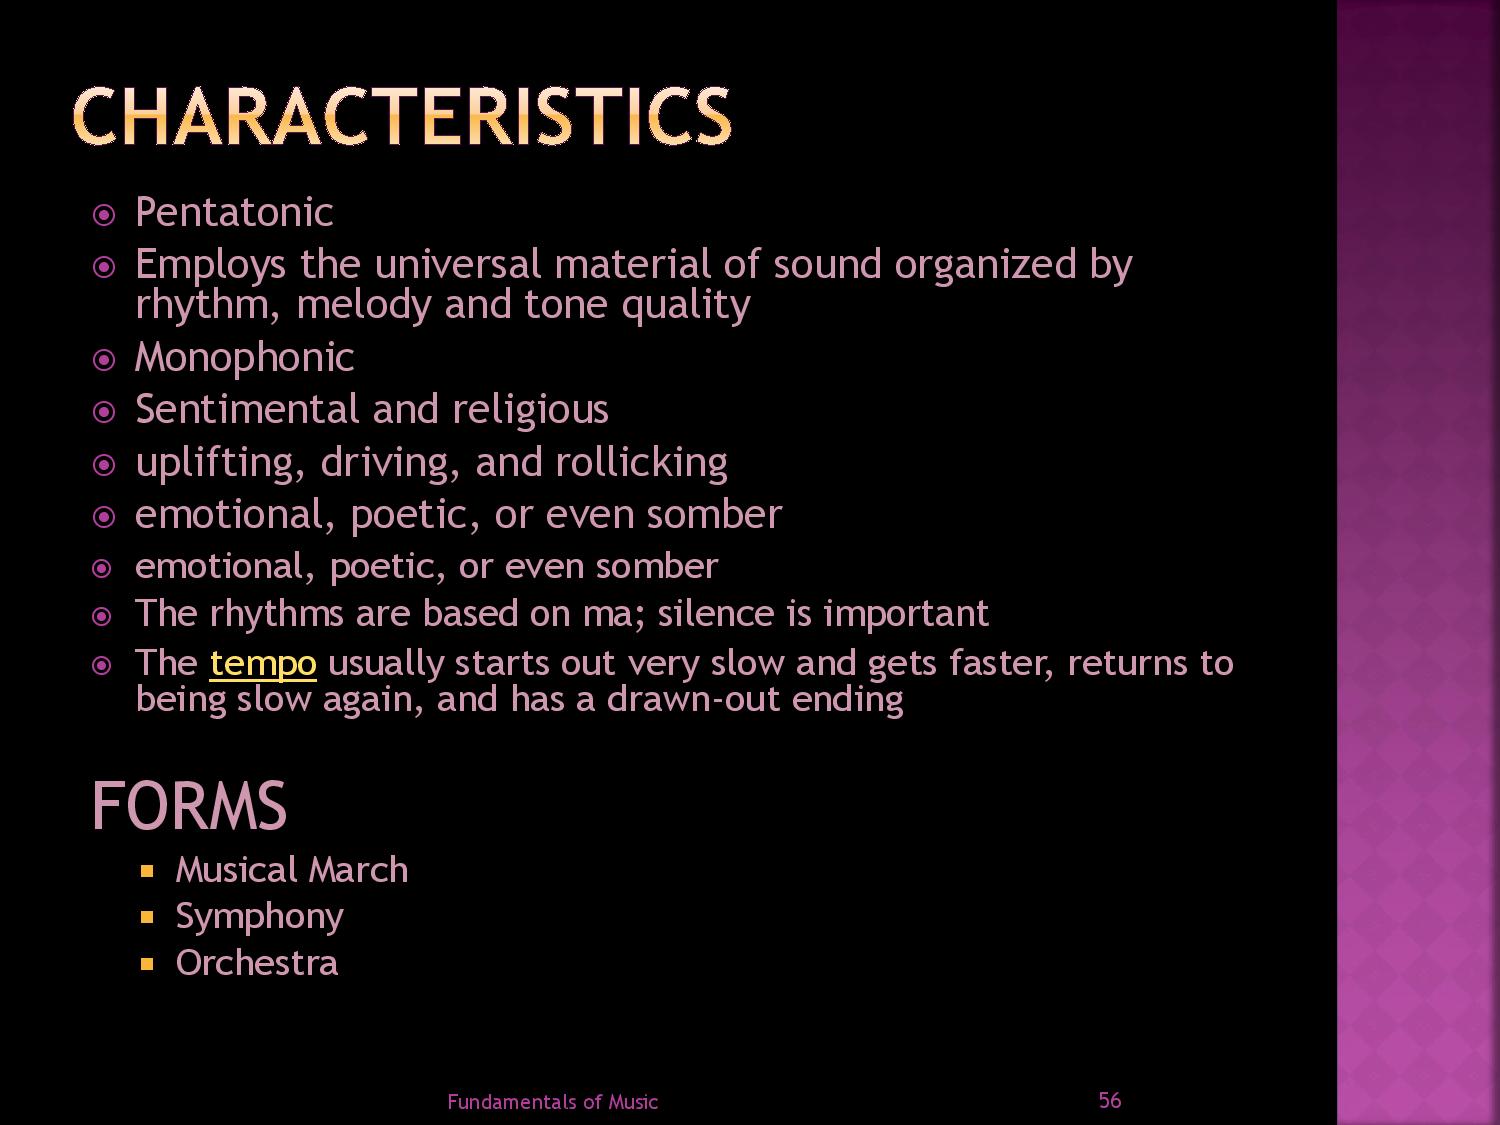 CHARACTERISTICS
Pentatonic
Employs the universal material of sound organized by
rhythm, melody and tone quality
Monophonic
Sentimental and religious
uplifting, driving, and rollicking
emotional, poetic, or even somber
emotional, poetic, or even somber
The rhythms are based on ma; silence is important
The tempo usually starts out very slow and gets faster, returns to
being slow again, and has a drawn-out ending
FORMS
Musical March
Symphony
Orchestra
Fundamentals of Music
56